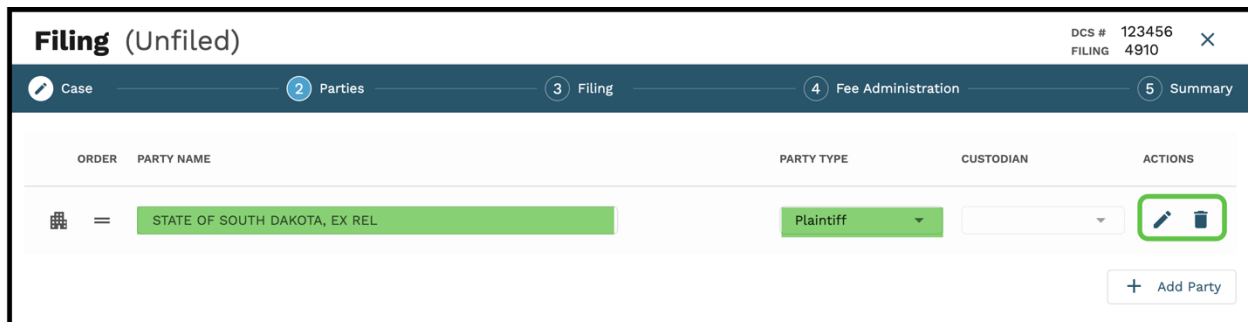 Filing (Unfiled)
DCS # 123456
FILING 4910
Case
2 Parties
3 Filing
4 Fee Administration
5 Summary
ORDER PARTY NAME PARTY TYPE CUSTODIAN ACTIONS
STATE OF SOUTH DAKOTA, EX REL Plaintiff
+ Add Party